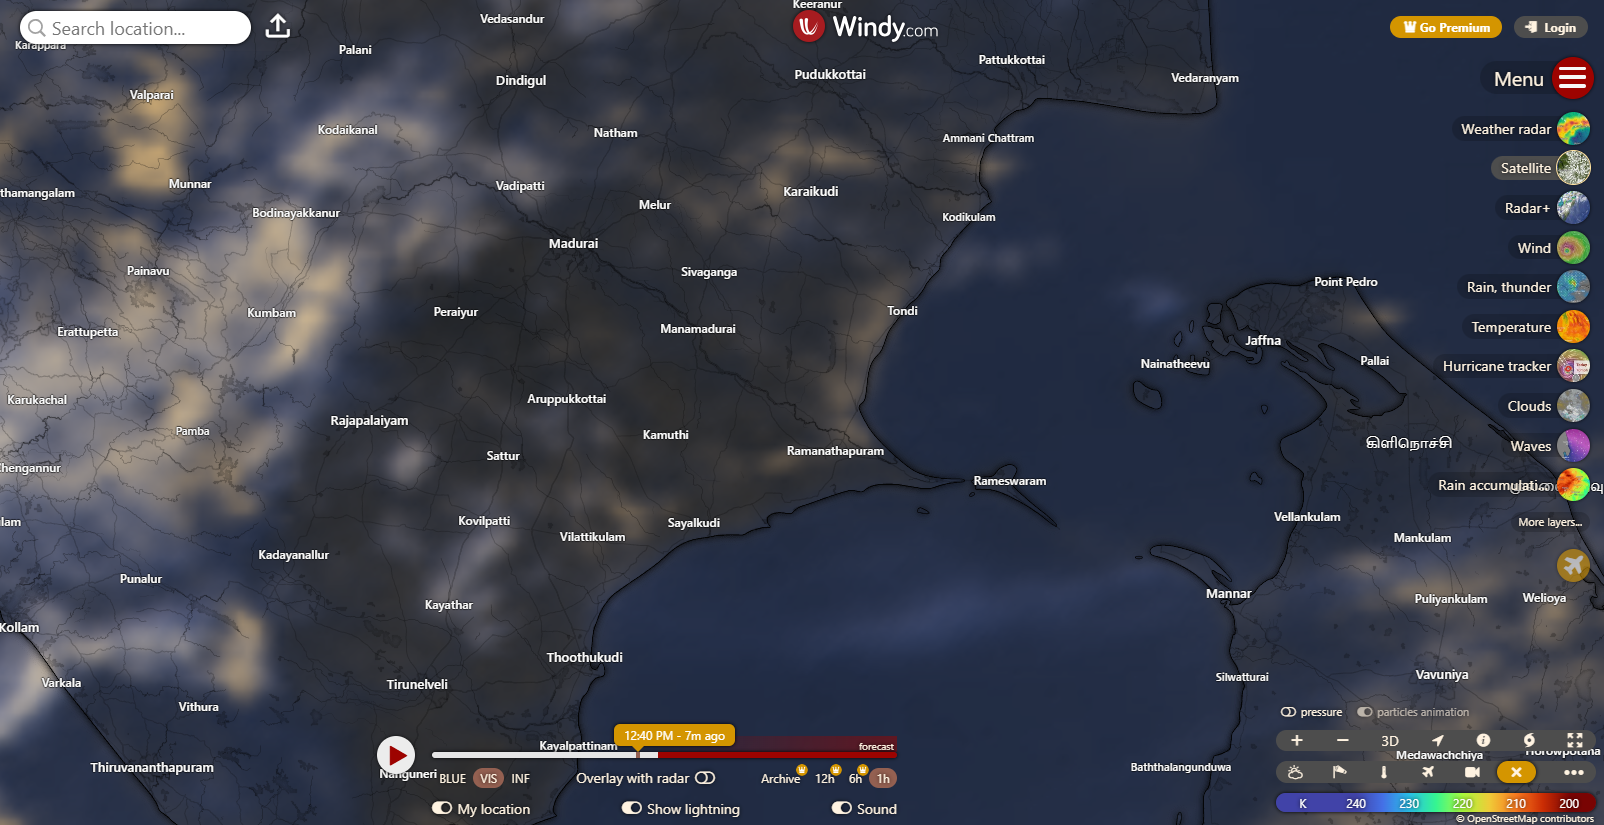 Search location...
Windy.com
Go Premium
Login
Menu
Weather radar
Satellite
Radar+
Wind
Rain, thunder
Temperature
Hurricane tracker
Clouds
Waves
Rain accumulati...
More layers...
Keeranur
Vedasandur
Karappara
Palani
Pattukkottai
Pudukkottai
Vedaranyam
Dindigul
Valparai
Kodaikanal
Natham
Ammani Chattram
Munnar
Vadipatti
Karaikudi
thamangalam
Bodinayakkanur
Melur
Kodikulam
Madurai
Painavu
Sivaganga
Point Pedro
Kumbam
Peraiyur
Tondi
Erattupetta
Manamadurai
Jaffna
Nainatheevu
Pallai
Karukachal
Aruppukkottai
Pamba
Rajapalaiyam
Kamuthi
கிளிநொச்சி
Sattur
Ramanathapuram
Chengannur
Rameswaram
Kovilpatti
Sayalkudi
Vellankulam
ılam
Vilattikulam
Mankulam
Kadayanallur
Punalur
Kayathar
Mannar
Puliyankulam
Welioya
Kollam
Thoothukudi
Tirunelveli
Silwatturai
Vavuniya
Varkala
Vithura
Kayalpattinam
Thiruvananthapuram
Nanguneri
Baththalangunduwa
Medawachchiya
Horowpotana
12:40 PM - 7m ago
forecast
BLUE VIS INF
Overlay with radar
Archive 12h 6h 1h
My location
Show lightning
Sound
pressure
particles animation
+ − 3D
K 240 230 220 210 200
© OpenStreetMap contributors